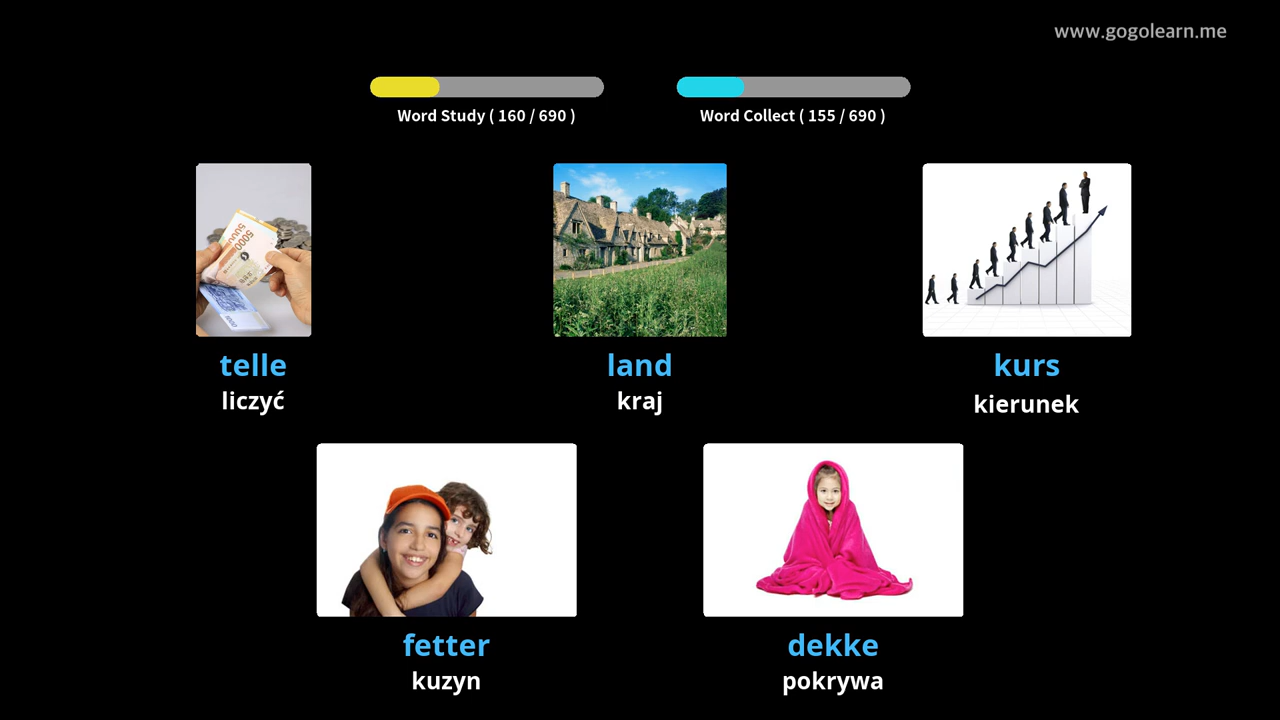 www.gogolearn.me
Word Study ( 160 / 690 )
Word Collect ( 155 / 690 )
telle
liczyć
land
kraj
kurs
kierunek
fetter
kuzyn
dekke
pokrywa